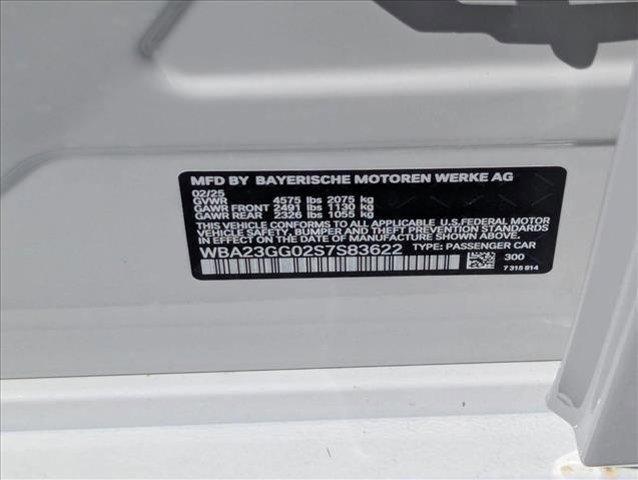 MFD BY BAYERISCHE MOTOREN WERKE AG
02/25
GVWR 4575 lbs 2075 kg
GAWR FRONT 2491 lbs 1130 kg
GAWR REAR 2326 lbs 1055 kg
THIS VEHICLE CONFORMS TO ALL APPLICABLE U.S.FEDERAL MOTOR
VEHICLE SAFETY, BUMPER, AND THEFT PREVENTION STANDARDS
IN EFFECT ON THE DATE OF MANUFACTURE SHOWN ABOVE.
WBA23GG02S7S83622 TYPE: PASSENGER CAR
300
7 315 814